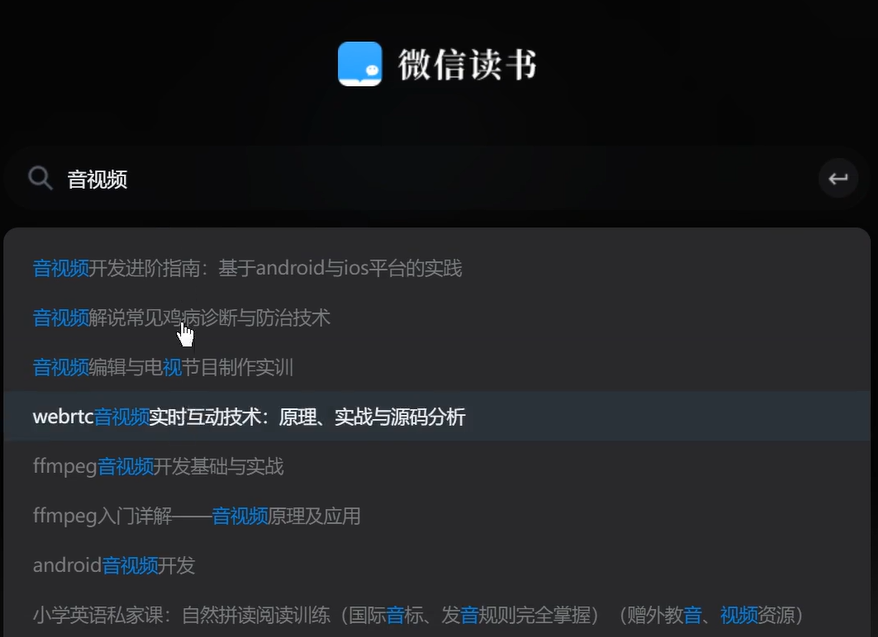 微信读书
音视频
音视频开发进阶指南：基于android与ios平台的实践
音视频解说常见鸡病诊断与防治技术
音视频编辑与电视节目制作实训
webrtc音视频实时互动技术：原理、实战与源码分析
ffmpeg音视频开发基础与实战
ffmpeg入门详解——音视频原理及应用
android音视频开发
小学英语私家课：自然拼读阅读训练（国际音标、发音规则完全掌握）（赠外教音、视频资源）